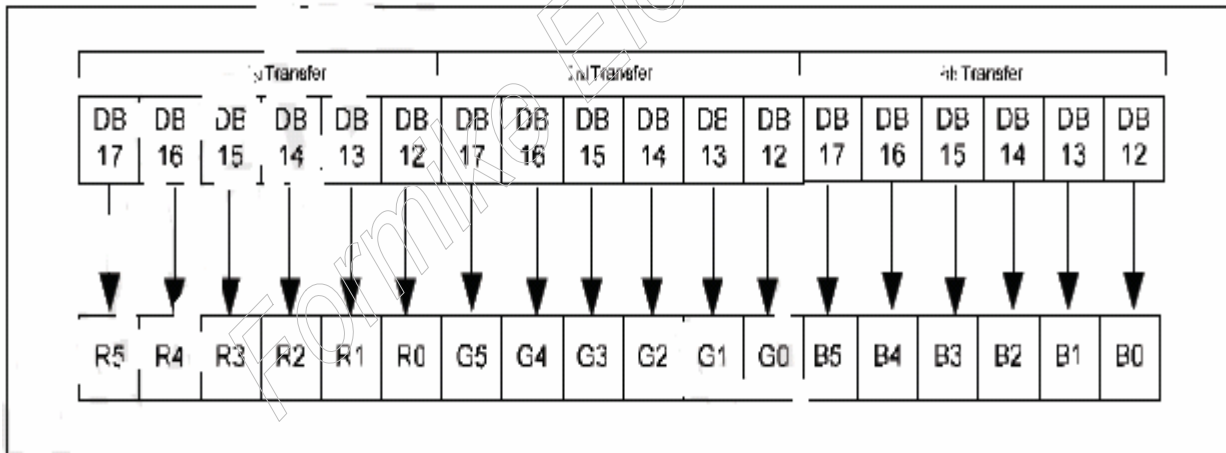 Formike Ele
Transfer Transfer Transfer
DB DB DB DB DB DB DB DB DB DB DB DB DB DB DB DB DB DB
17 16 15 14 13 12 17 16 15 14 13 12 17 16 15 14 13 12
R5 R4 R3 R2 R1 R0 G5 G4 G3 G2 G1 G0 B5 B4 B3 B2 B1 B0